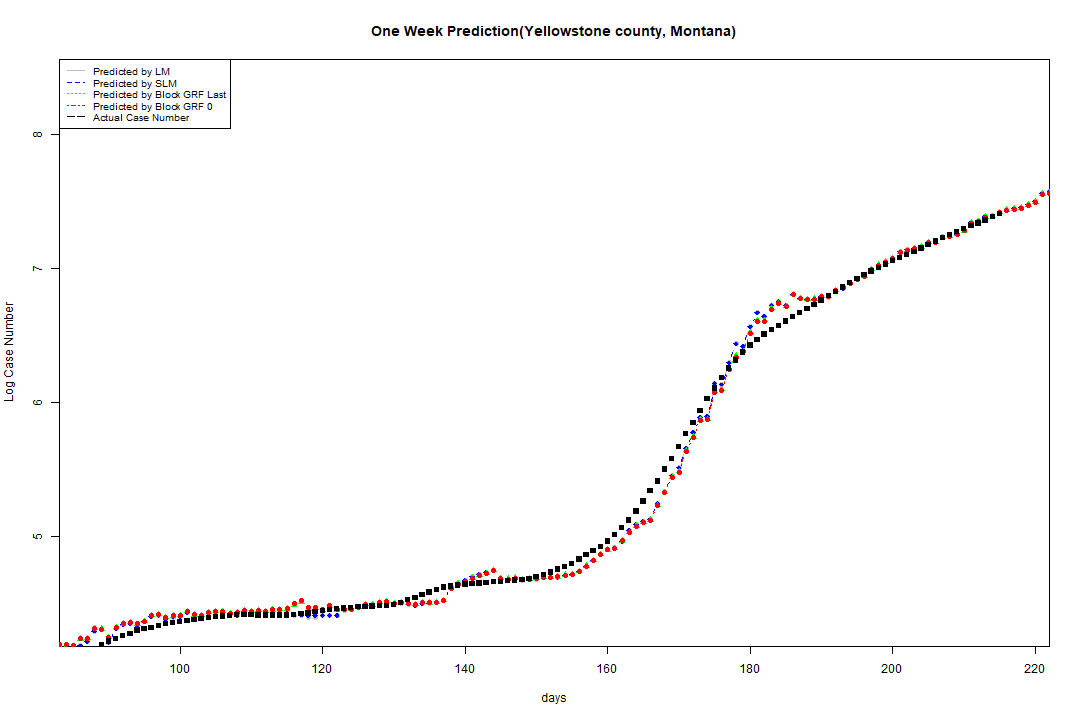 One Week Prediction(Yellowstone county, Montana)
Predicted by LM
Predicted by SLM
Predicted by Block GRF Last
Predicted by Block GRF 0
Actual Case Number
8
7
6
5
Log Case Number
100 120 140 160 180 200 220
days